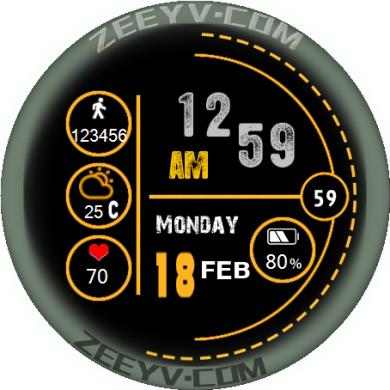 ZEEYV-COM
123456
12 59
AM
59
25 C
MONDAY
80%
70
18 FEB
ZEEYV-COM